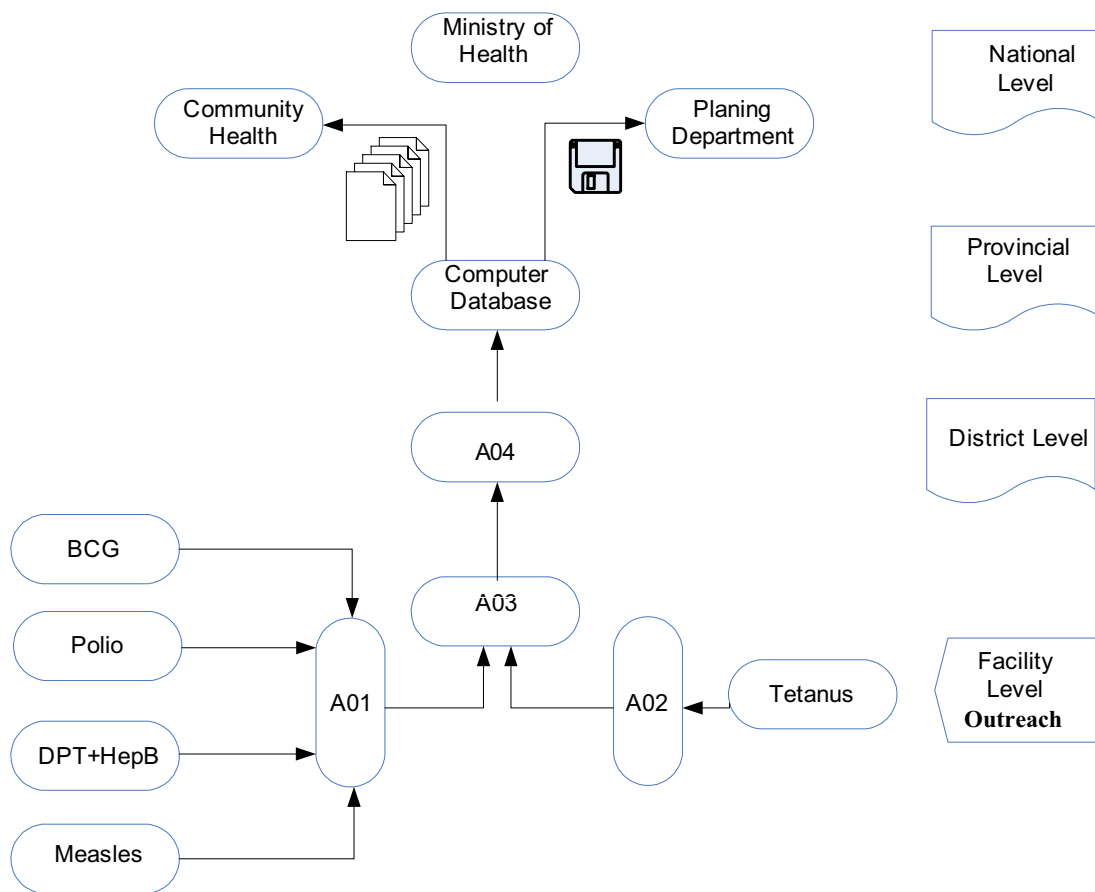 Ministry of
Health
National
Level
Community
Health
Planing
Department
Provincial
Level
Computer
Database
District Level
A04
BCG
A03
Polio
Facility
Level
Outreach
A01
A02
Tetanus
DPT+HepB
Measles